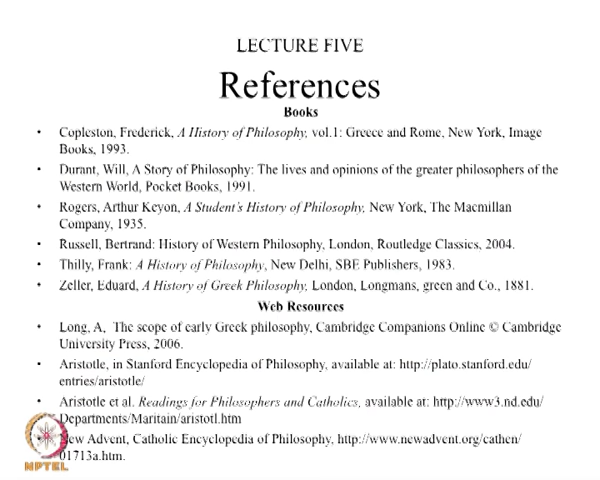 LECTURE FIVE
References
Books
• Copleston, Frederick, A History of Philosophy, vol.1: Greece and Rome, New York, Image
Books, 1993.
• Durant, Will, A Story of Philosophy: The lives and opinions of the greater philosophers of the
Western World, Pocket Books, 1991.
• Rogers, Arthur Keyon, A Student's History of Philosophy, New York, The Macmillan
Company, 1935.
• Russell, Bertrand: History of Western Philosophy, London, Routledge Classics, 2004.
• Thilly, Frank: A History of Philosophy, New Delhi, SBE Publishers, 1983.
• Zeller, Eduard, A History of Greek Philosophy, London, Longmans, green and Co., 1881.
Web Resources
• Long, A, The scope of early Greek philosophy, Cambridge Companions Online © Cambridge
University Press, 2006.
• Aristotle, in Stanford Encyclopedia of Philosophy, available at: http://plato.stanford.edu/
entries/aristotle/
• Aristotle et al. Readings for Philosophers and Catholics, available at: http://www3.nd.edu/
Departments/Maritain/aristotl.htm
• New Advent, Catholic Encyclopedia of Philosophy, http://www.newadvent.org/cathen/
01713a.htm.
NPTEL